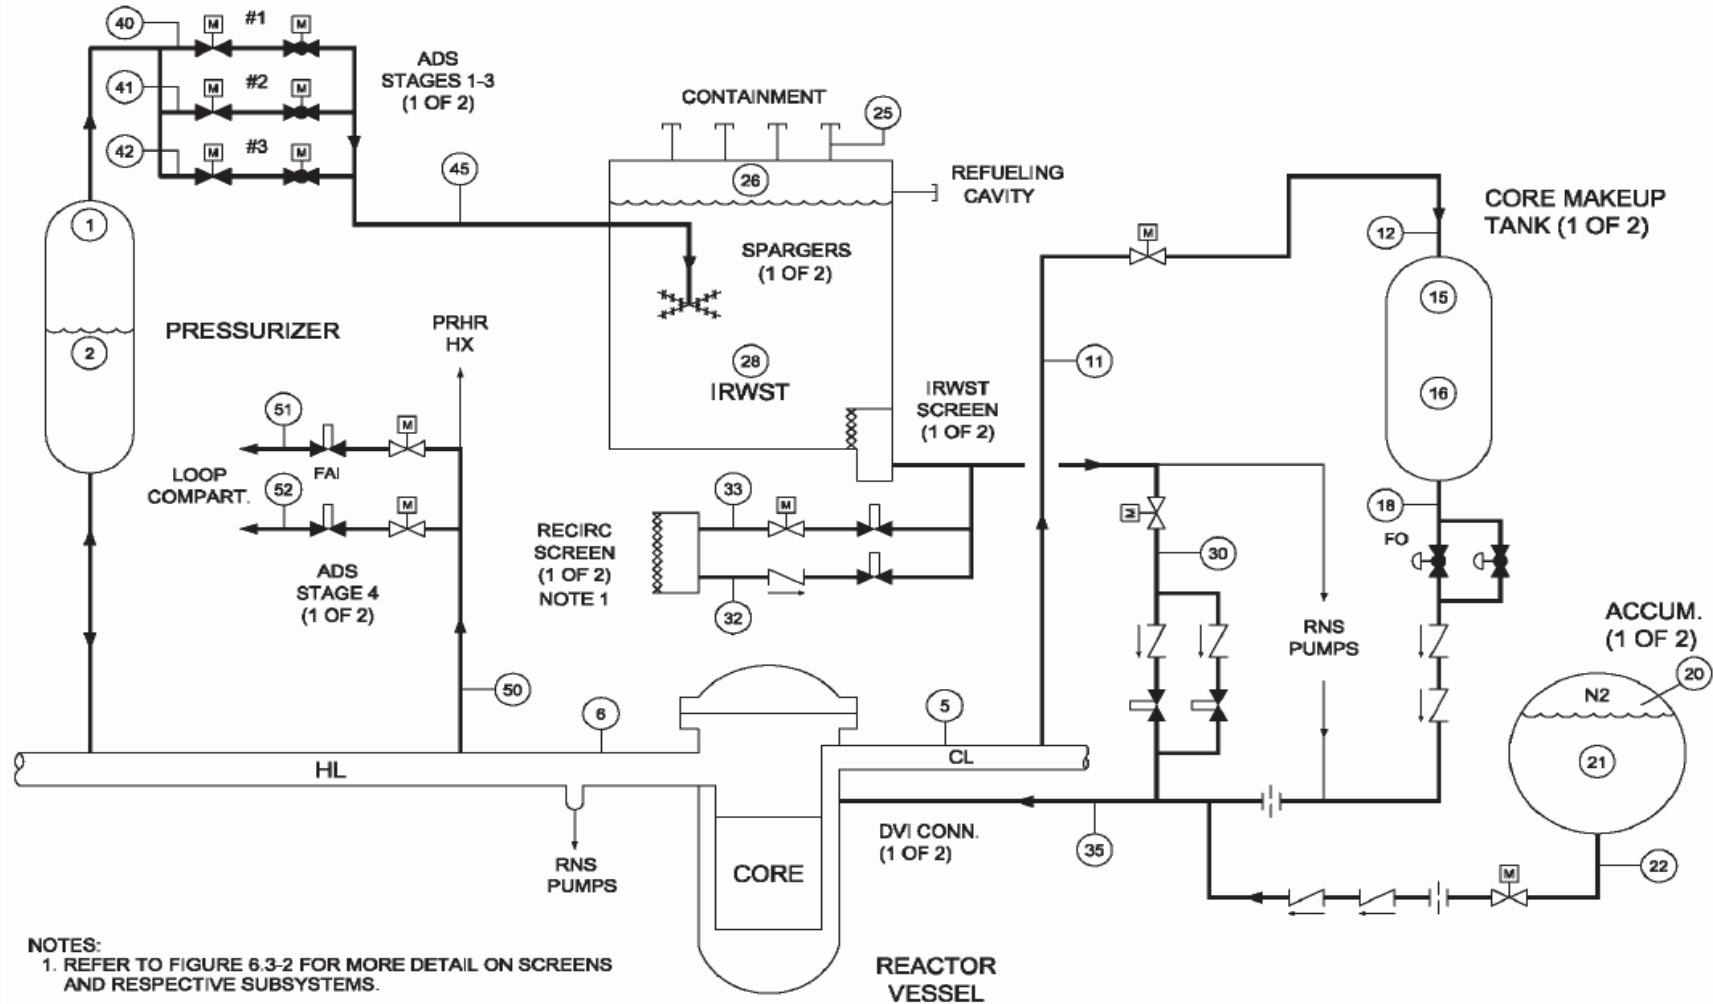 40
M
#1
M
41
M
#2
M
42
M
#3
M
ADS
STAGES 1-3
(1 OF 2)
45
CONTAINMENT
25
26
REFUELING
CAVITY
SPARGERS
(1 OF 2)
28
IRWST
IRWST
SCREEN
(1 OF 2)
1
2
PRESSURIZER
PRHR
HX
51
M
FAI
LOOP
COMPART.
52
M
ADS
STAGE 4
(1 OF 2)
50
33
M
RECIRC
SCREEN
(1 OF 2)
NOTE 1
32
M
12
CORE MAKEUP
TANK (1 OF 2)
15
11
16
18
FO
M
30
RNS
PUMPS
ACCUM.
(1 OF 2)
20
N2
21
22
M
6
5
HL
CL
RNS
PUMPS
CORE
DVI CONN.
(1 OF 2)
35
REACTOR
VESSEL
NOTES:
1. REFER TO FIGURE 6.3-2 FOR MORE DETAIL ON SCREENS
AND RESPECTIVE SUBSYSTEMS.